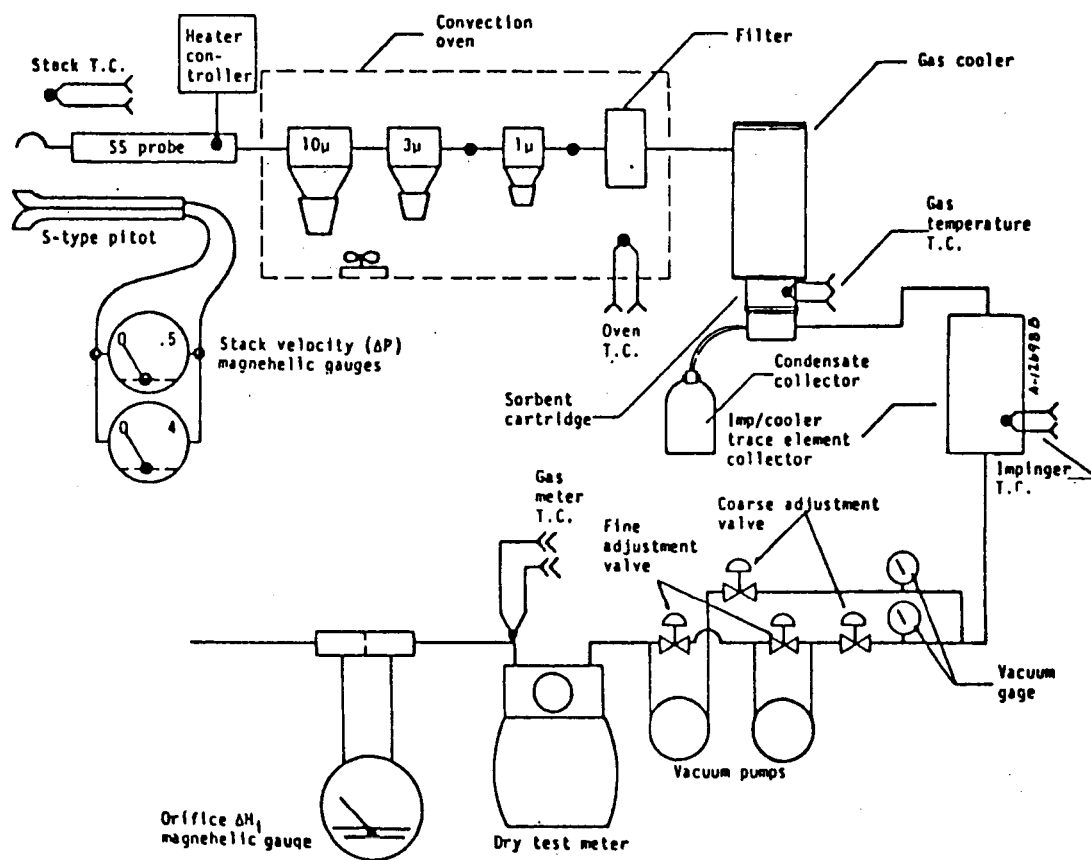 Convection
oven
Filter
Heater
con-
troller
Gas cooler
Stack T.C.
SS probe
10μ
3μ
1μ
S-type pitot
Gas
temperature
T.C.
Oven
T.C.
0 .5
Stack velocity (ΔP)
magnehelic gauges
0 4
Condensate
collector
Sorbent
cartridge
Imp/cooler
trace element
collector
A-12698B
Impinger
T.C.
Gas
meter
T.C.
Coarse adjustment
valve
Fine
adjustment
valve
Vacuum
gage
Vacuum pumps
Orifice ΔH₁
magnehelic gauge
Dry test meter